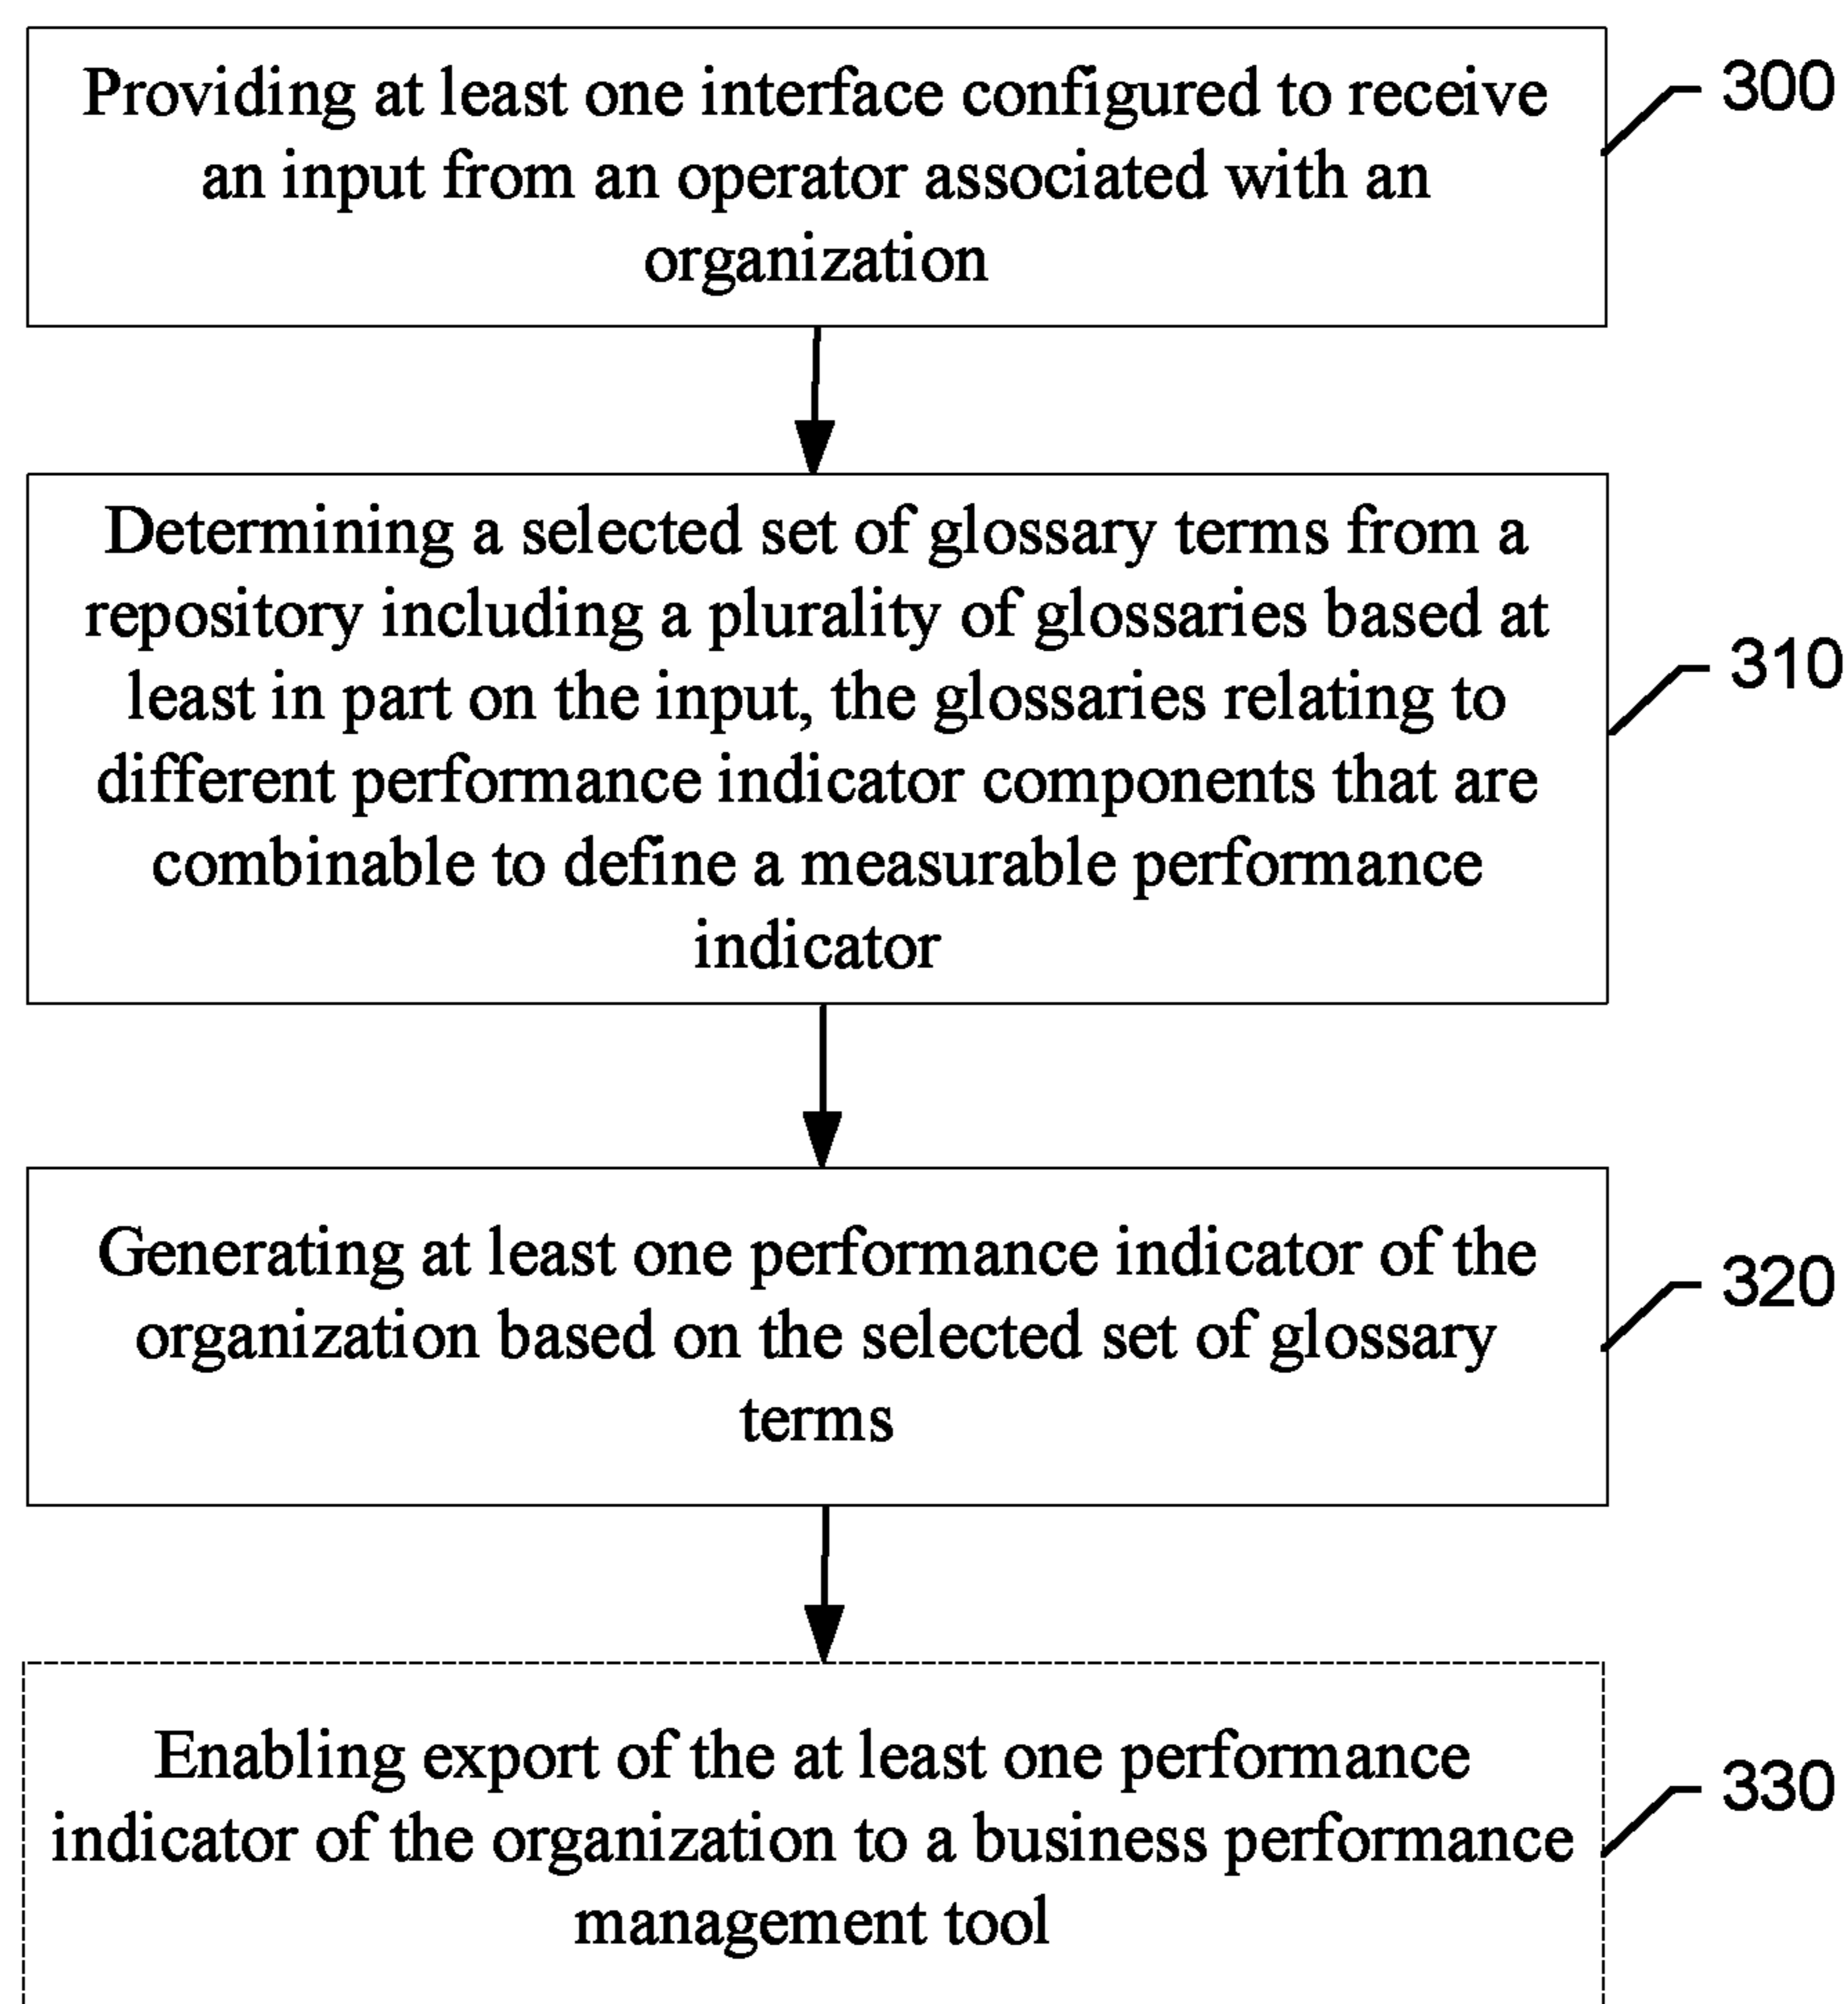 Providing at least one interface configured to receive
an input from an operator associated with an
organization
300
Determining a selected set of glossary terms from a
repository including a plurality of glossaries based at
least in part on the input, the glossaries relating to
different performance indicator components that are
combinable to define a measurable performance
indicator
310
Generating at least one performance indicator of the
organization based on the selected set of glossary
terms
320
Enabling export of the at least one performance
indicator of the organization to a business performance
management tool
330